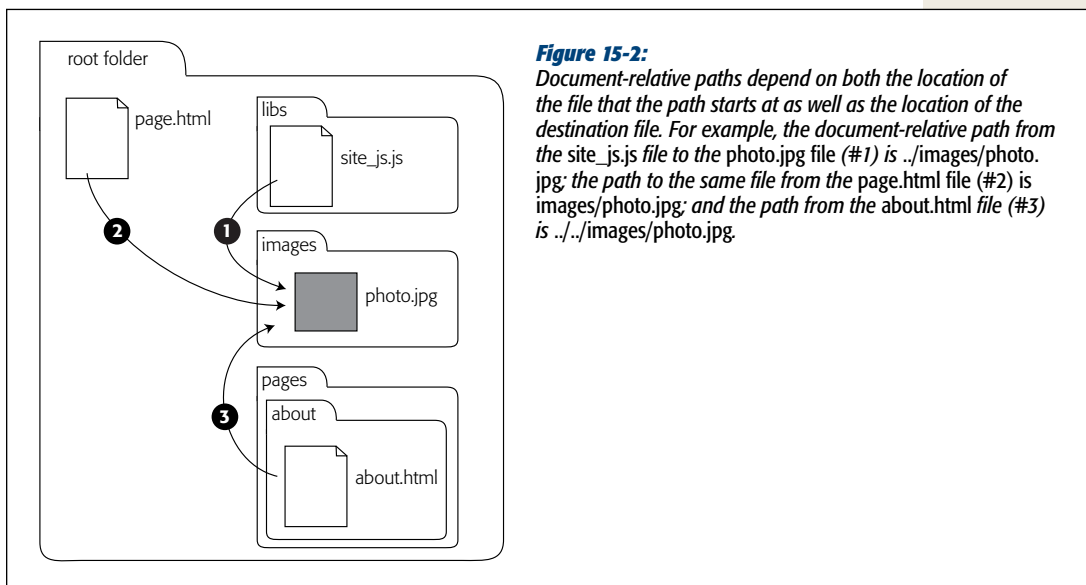 root folder
page.html
libs
site_js.js
2
1
images
photo.jpg
pages
3
about
about.html
Figure 15-2:
Document-relative paths depend on both the location of
the file that the path starts at as well as the location of the
destination file. For example, the document-relative path from
the site_js.js file to the photo.jpg file (#1) is ../images/photo.
jpg; the path to the same file from the page.html file (#2) is
images/photo.jpg; and the path from the about.html file (#3)
is ../../images/photo.jpg.